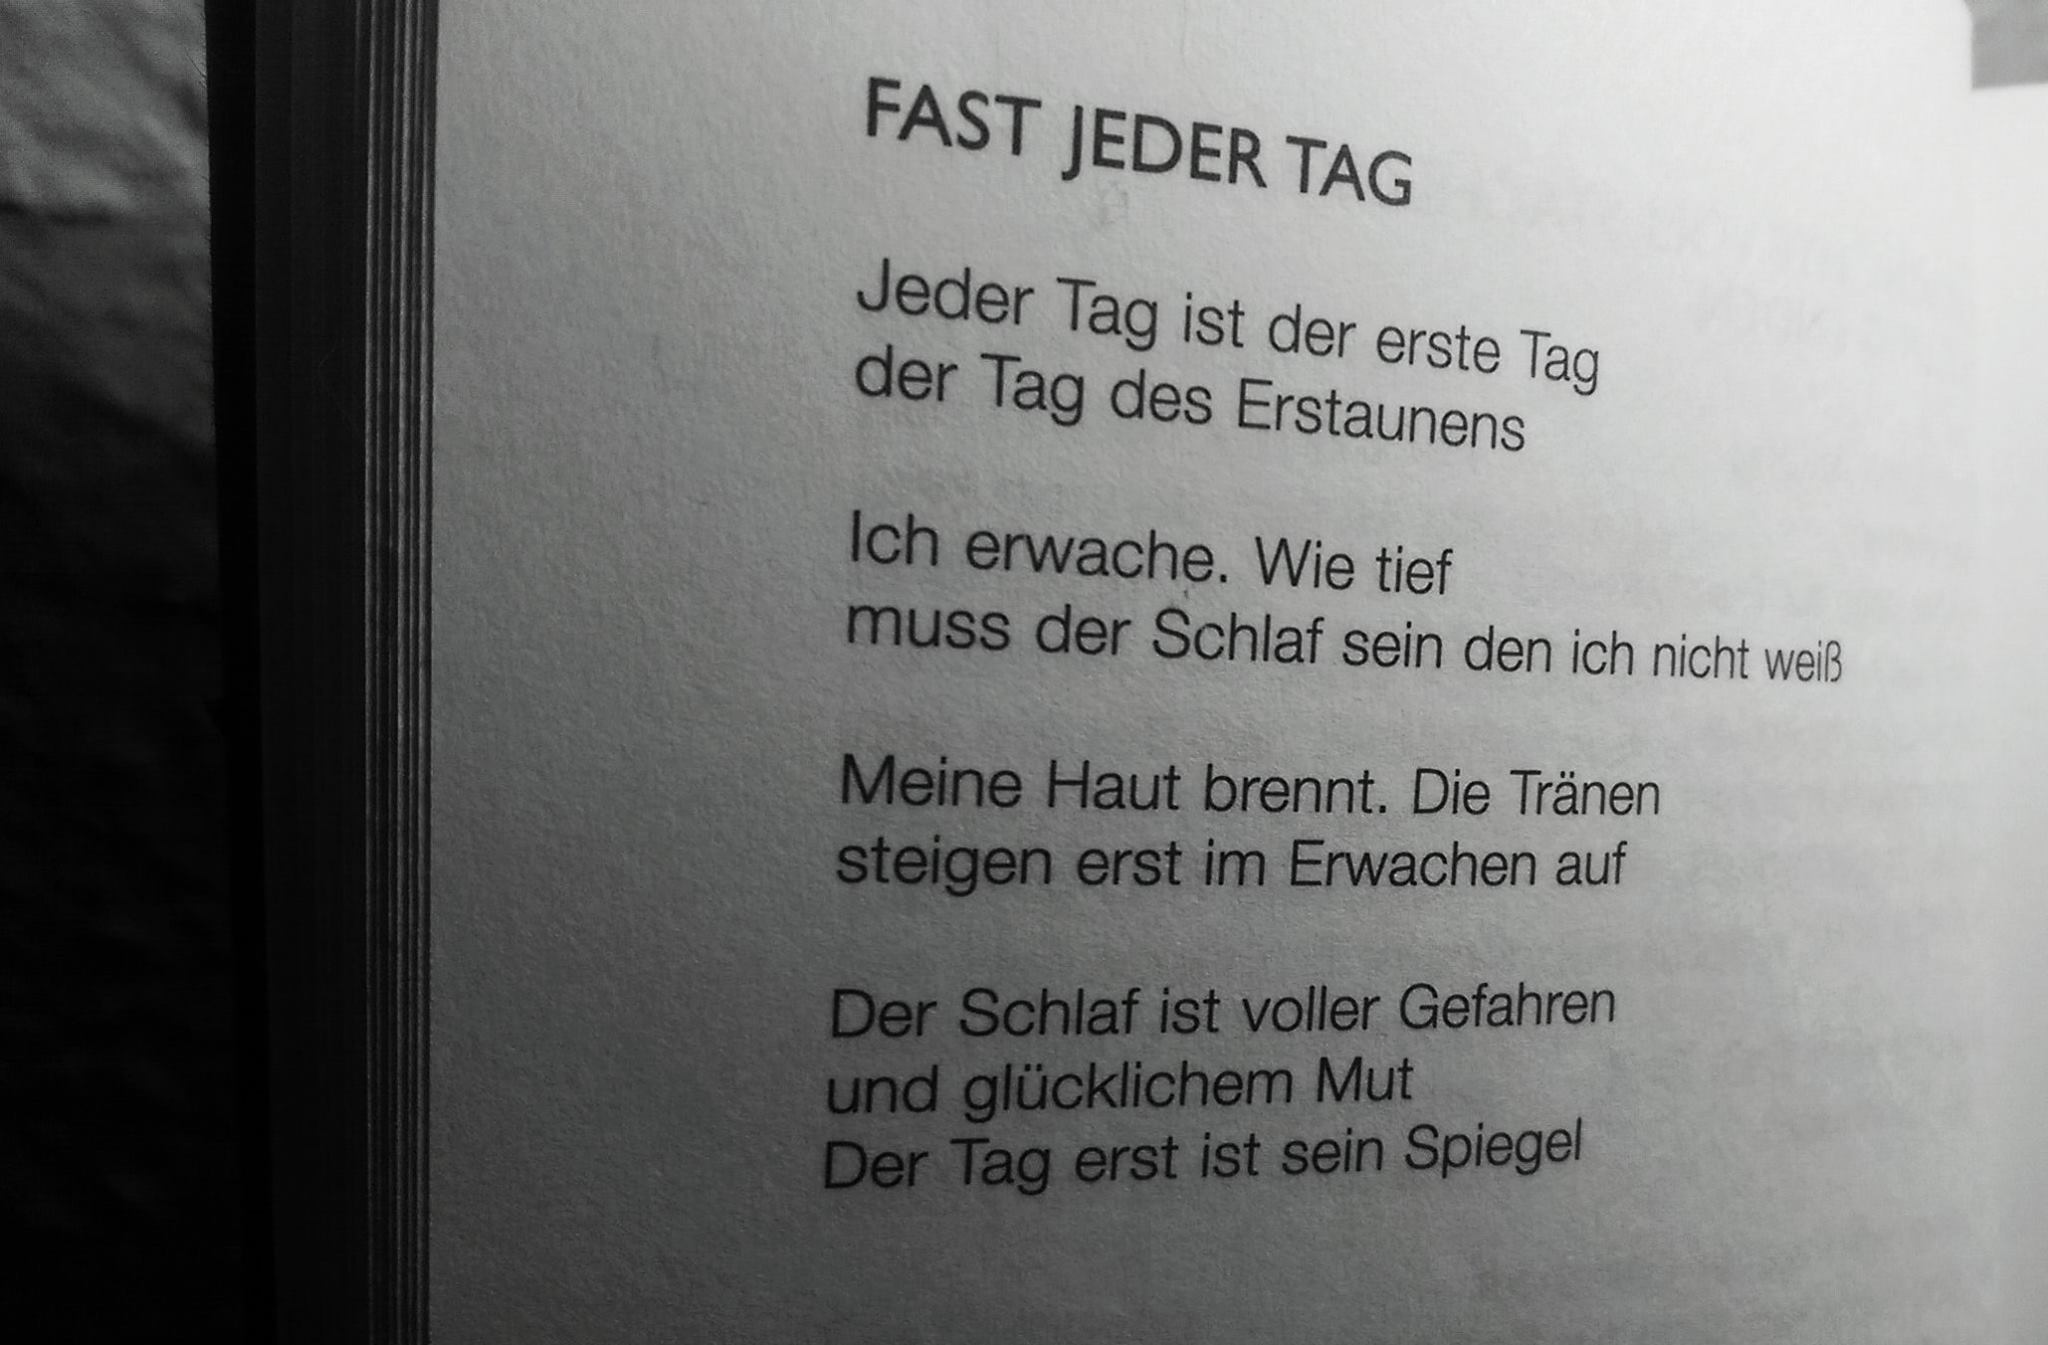 FAST JEDER TAG
Jeder Tag ist der erste Tag
der Tag des Erstaunens
Ich erwache. Wie tief
muss der Schlaf sein den ich nicht weiß
Meine Haut brennt. Die Tränen
steigen erst im Erwachen auf
Der Schlaf ist voller Gefahren
und glücklichem Mut
Der Tag erst ist sein Spiegel